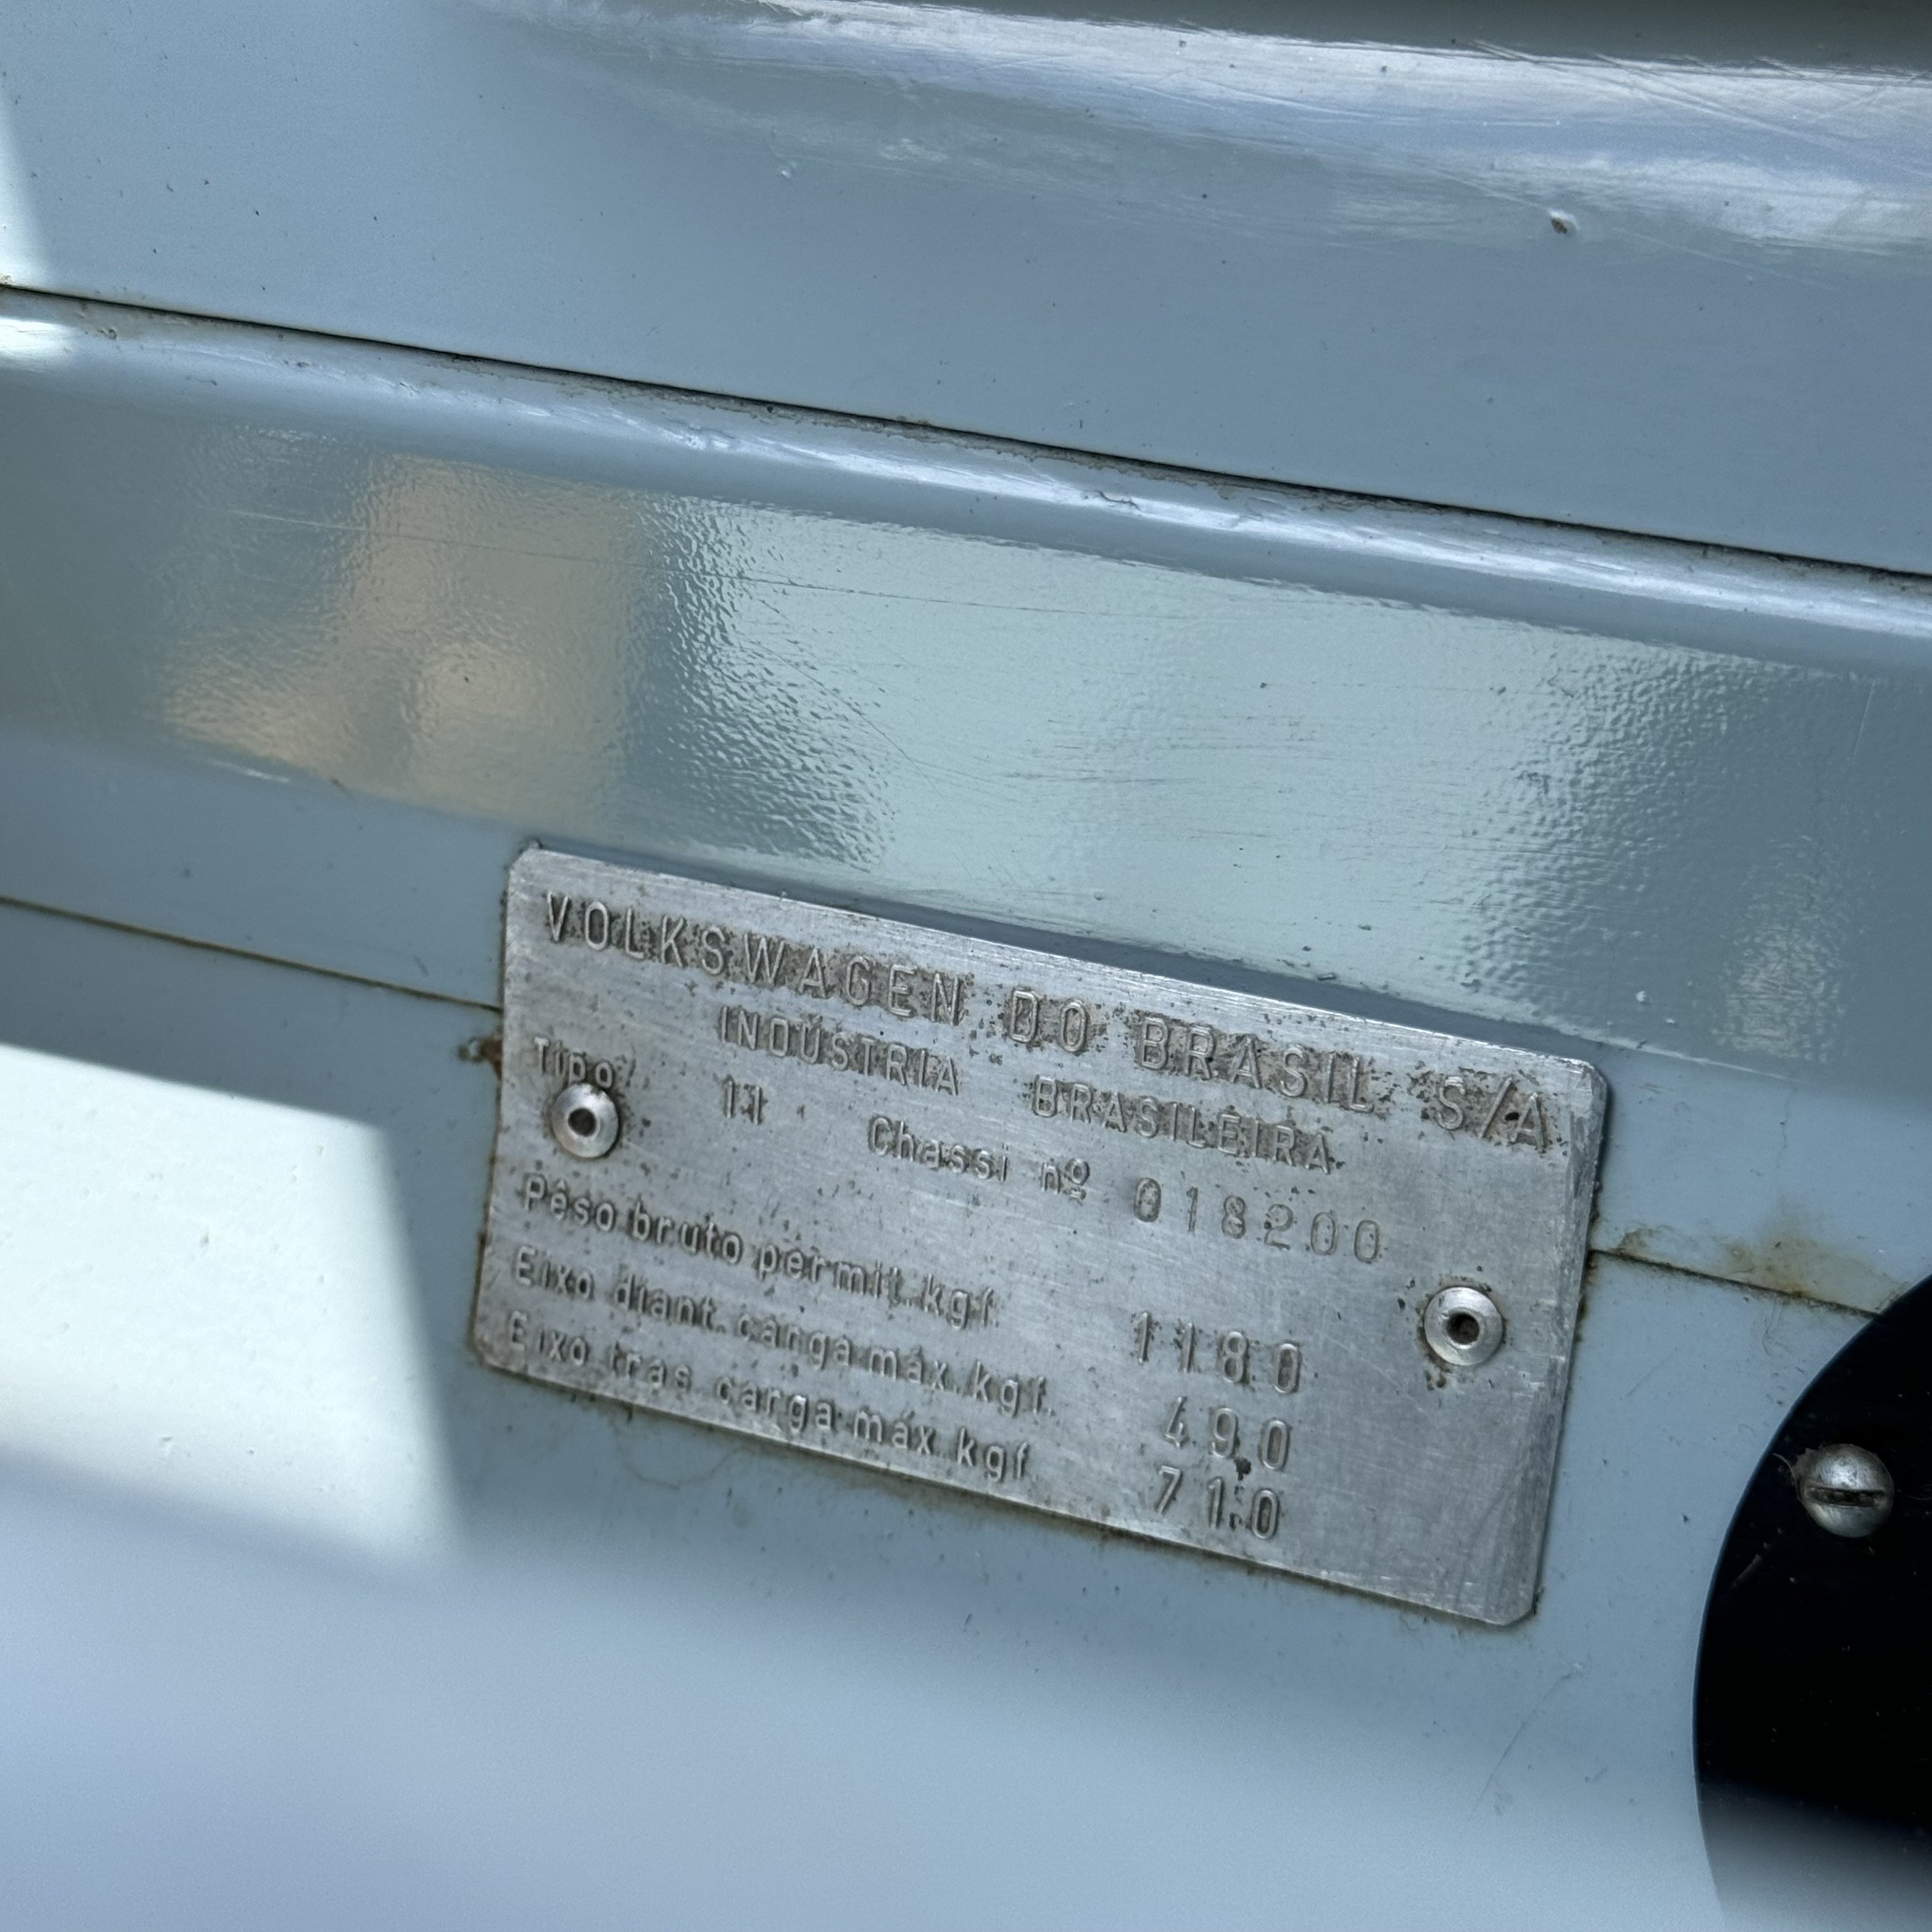 VOLKSWAGEN DO BRASIL S/A
INDÚSTRIA BRASILEIRA
Tipo 11 Chassi nº 018200
Pêso bruto permit. kgf. 1180
Eixo diant. carga máx. kgf. 490
Eixo tras. carga máx. kgf. 710